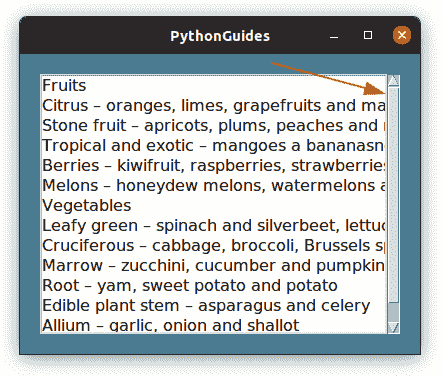 PythonGuides
Fruits
Citrus – oranges, limes, grapefruits and ma
Stone fruit – apricots, plums, peaches and
Tropical and exotic – mangoes a bananasn
Berries – kiwifruit, raspberries, strawberries
Melons – honeydew melons, watermelons a
Vegetables
Leafy green – spinach and silverbeet, lettuc
Cruciferous – cabbage, broccoli, Brussels sp
Marrow – zucchini, cucumber and pumpkin
Root – yam, sweet potato and potato
Edible plant stem – asparagus and celery
Allium – garlic, onion and shallot